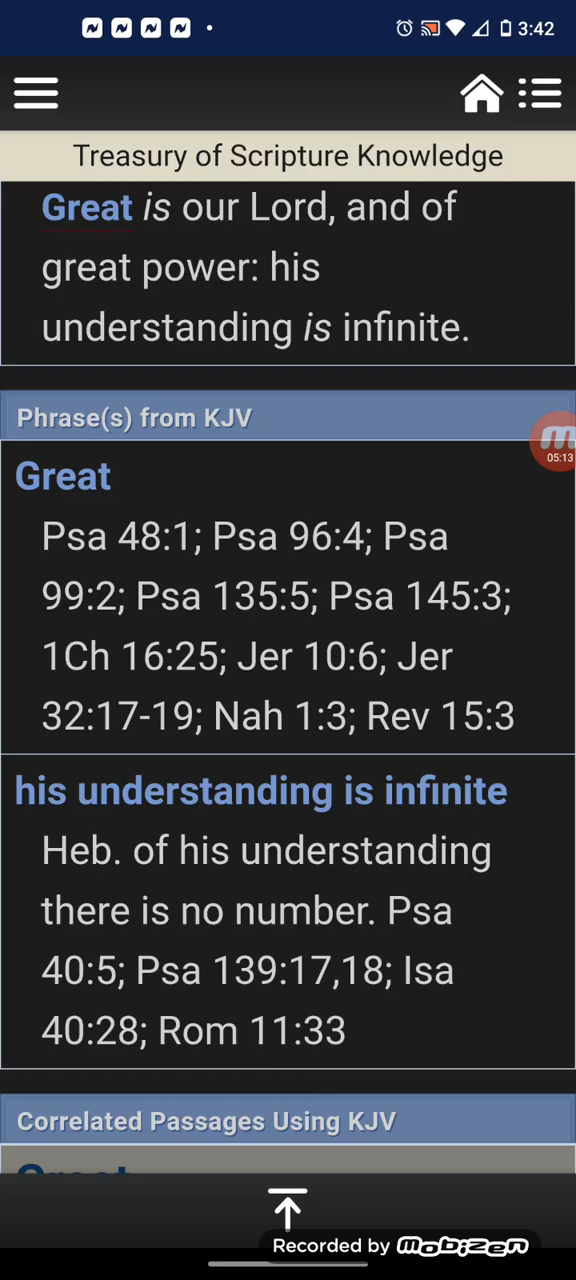 3:42
Treasury of Scripture Knowledge
Great is our Lord, and of
great power: his
understanding is infinite.
Phrase(s) from KJV
05:13
Great
Psa 48:1; Psa 96:4; Psa
99:2; Psa 135:5; Psa 145:3;
1Ch 16:25; Jer 10:6; Jer
32:17-19; Nah 1:3; Rev 15:3
his understanding is infinite
Heb. of his understanding
there is no number. Psa
40:5; Psa 139:17,18; Isa
40:28; Rom 11:33
Correlated Passages Using KJV
Great
Recorded by mobizen